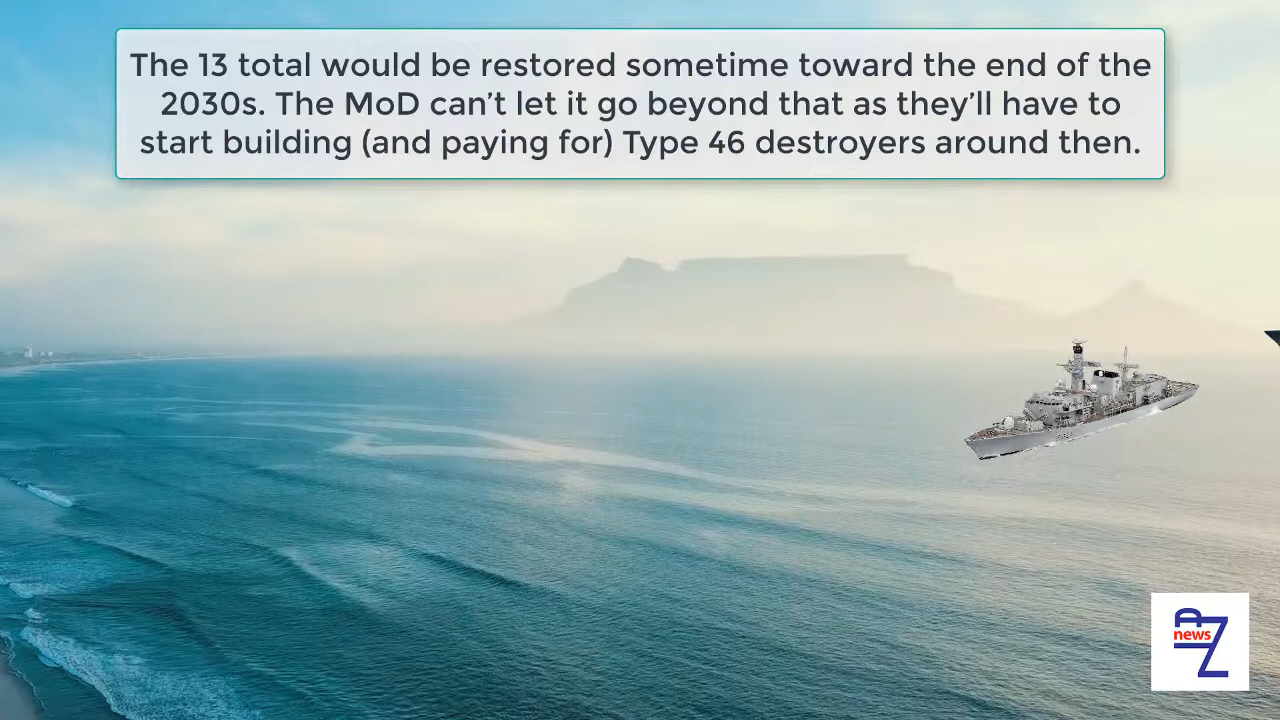 The 13 total would be restored sometime toward the end of the
2030s. The MoD can’t let it go beyond that as they’ll have to
start building (and paying for) Type 46 destroyers around then.
AZ
news